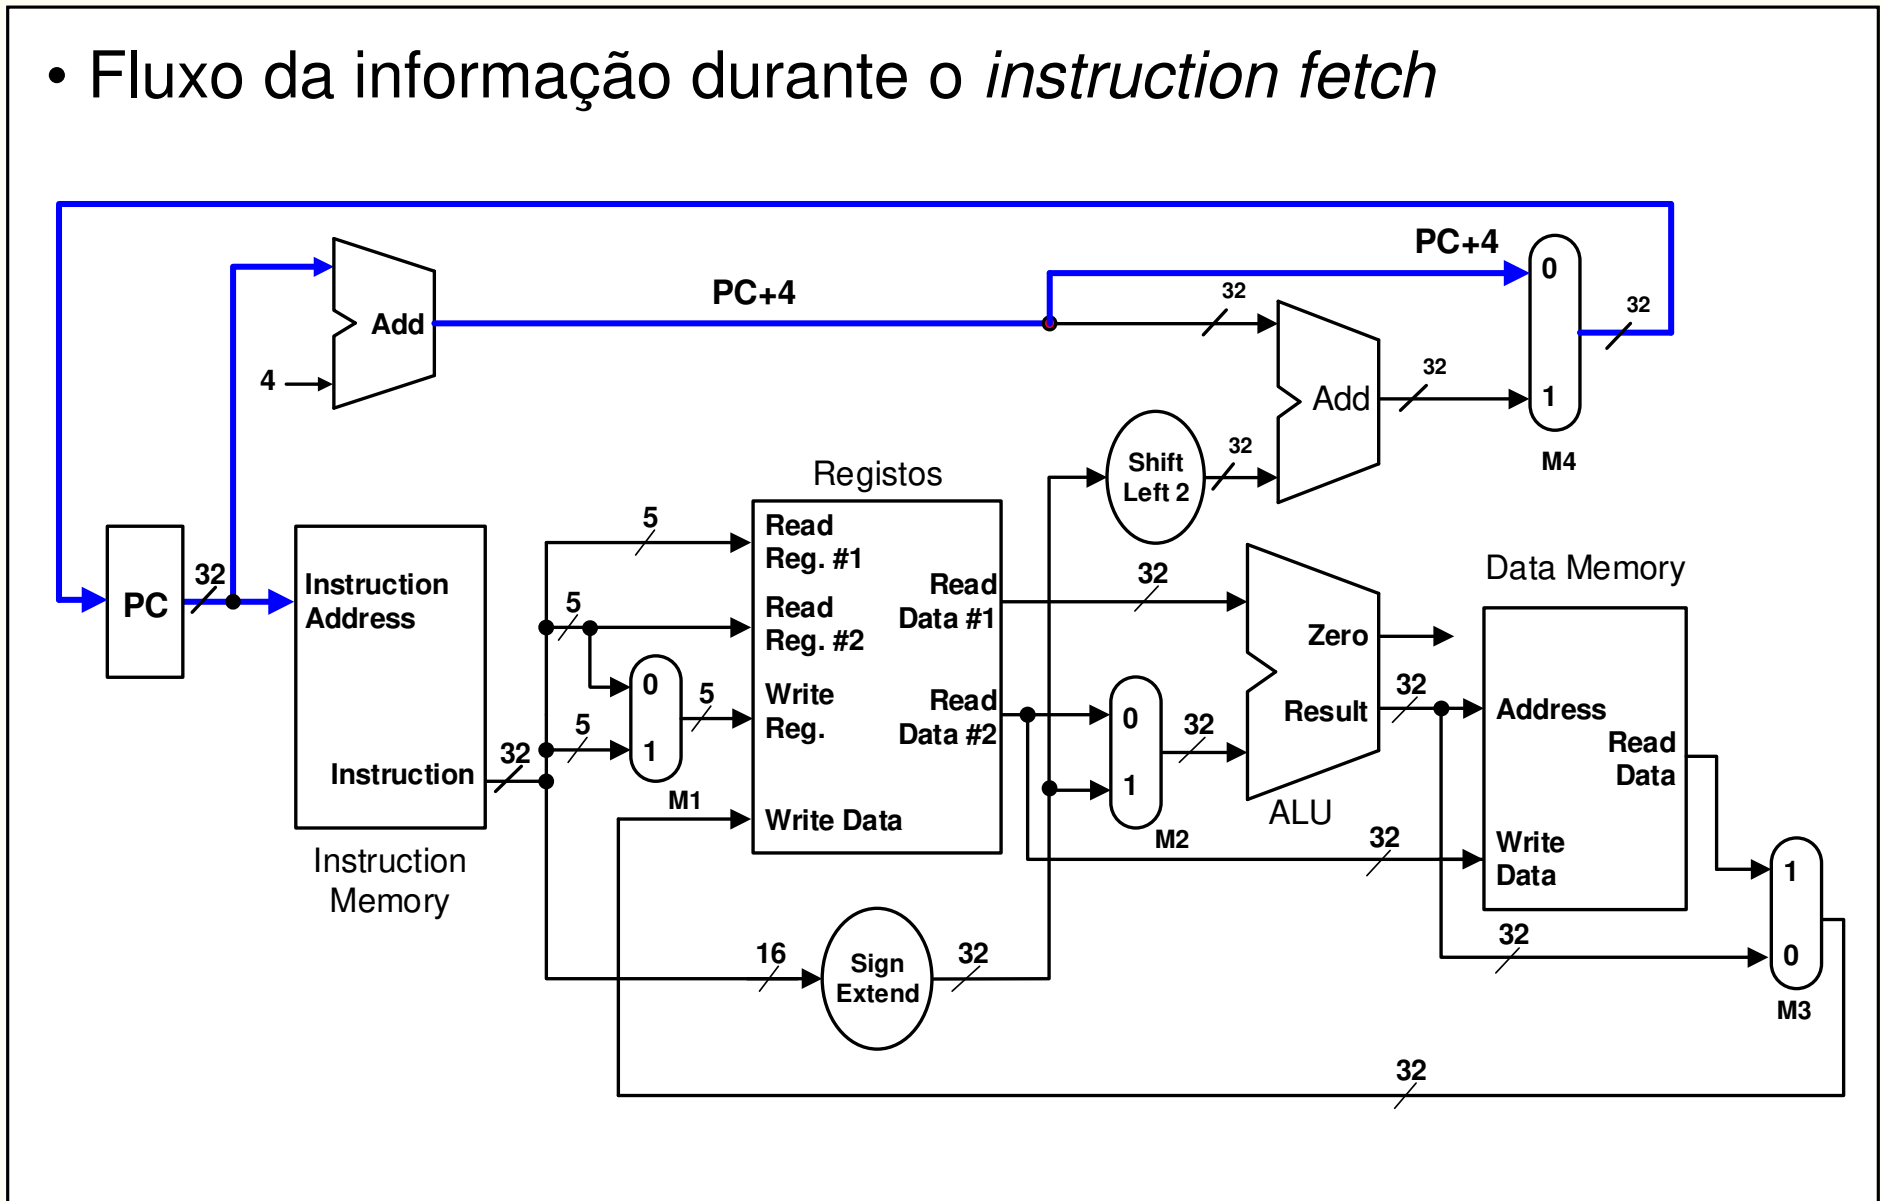 • Fluxo da informação durante o instruction fetch
PC+4
PC+4
0
1
M4
32
32
32
Add
4
Add
Shift
Left 2
32
PC
32
Instruction
Address
Instruction
32
Instruction
Memory
Registos
5
5
5
0
1
M1
5
Read
Reg. #1
Read
Reg. #2
Write
Reg.
Write Data
Read
Data #1
Read
Data #2
32
0
1
M2
32
Zero
Result
ALU
32
Data Memory
Address
Read
Data
Write
Data
32
32
1
0
M3
16
Sign
Extend
32
32